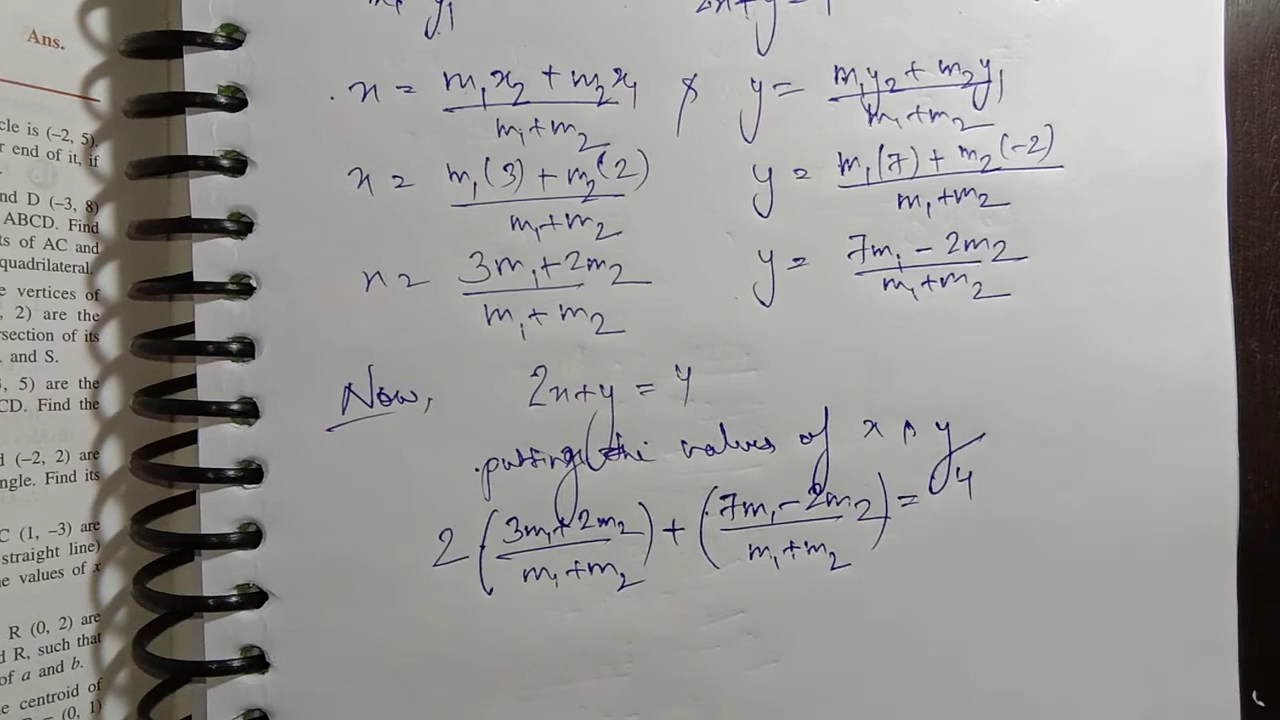 Ans.
cle is (–2, 5).
r end of it, if
nd D (–3, 8)
ABCD. Find
ts of AC and
quadrilateral.
e vertices of
, 2) are the
rsection of its
and S.
, 5) are the
CD. Find the
(–2, 2) are
ngle. Find its
C (1, –3) are
straight line)
e values of x
R (0, 2) are
d R, such that
of a and b.
e centroid of
= (0, 1)
y₁
2x+y=
x = (m₁x₂ + m₂x₁)/(m₁+m₂) & y = (m₁y₂ + m₂y₁)/(m₁+m₂)
x = (m₁(3) + m₂(2))/(m₁+m₂) y = (m₁(7) + m₂(-2))/(m₁+m₂)
x = (3m₁+2m₂)/(m₁+m₂) y = (7m₁ - 2m₂)/(m₁+m₂)
Now, 2x+y = 4
putting the values of x & y
2((3m₁+2m₂)/(m₁+m₂)) + ((7m₁-2m₂)/(m₁+m₂)) = 4